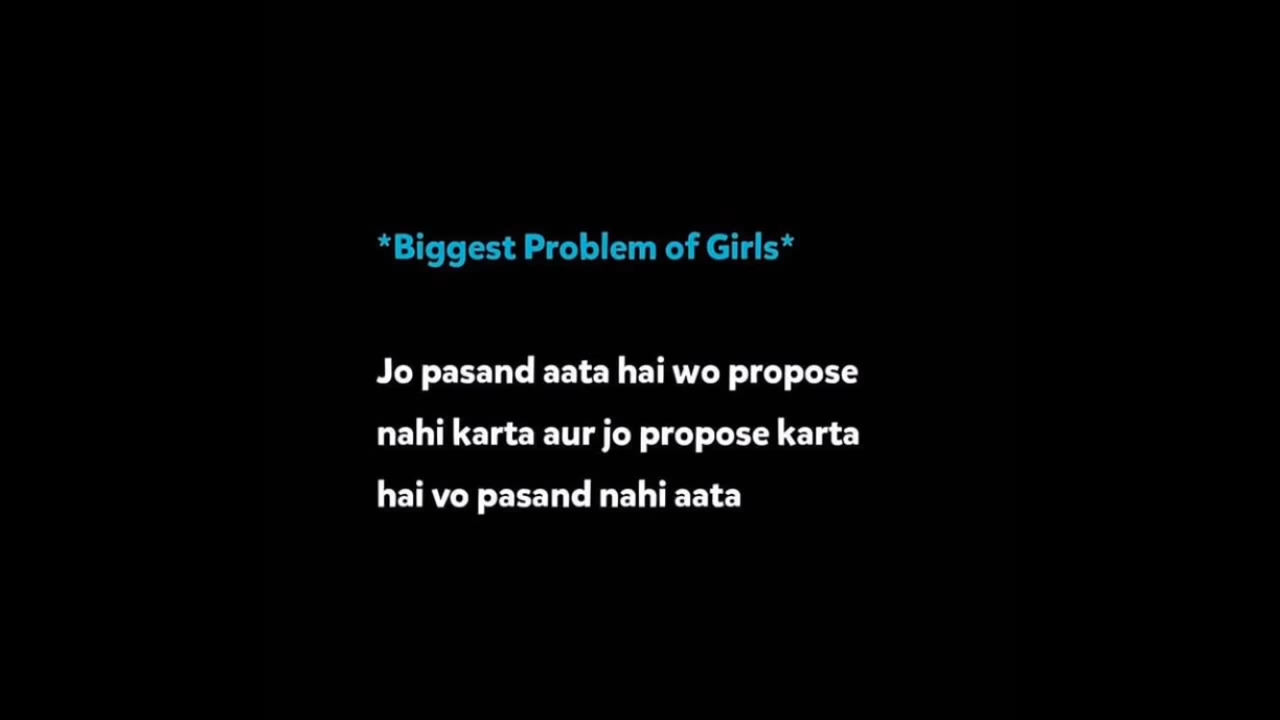 *Biggest Problem of Girls*
Jo pasand aata hai wo propose
nahi karta aur jo propose karta
hai vo pasand nahi aata